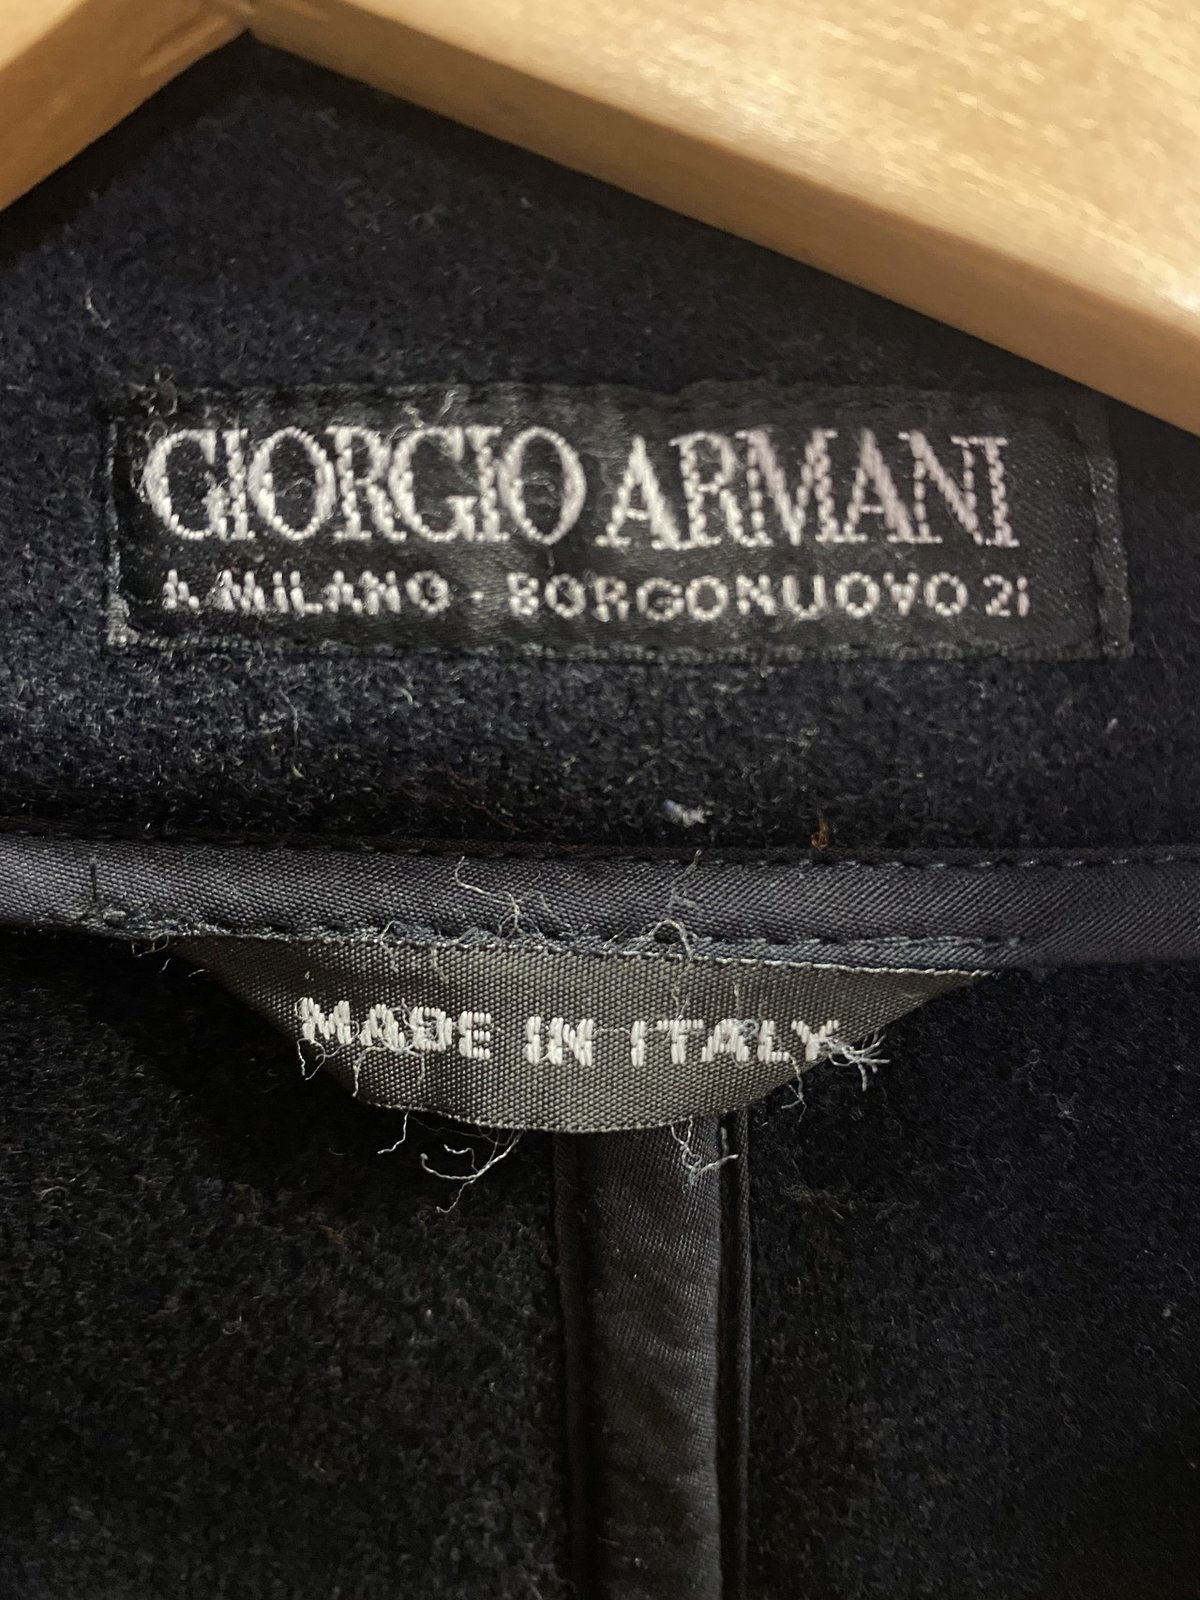 GIORGIO ARMANI
A MILANO - BORGONUOVO 21
MADE IN ITALY